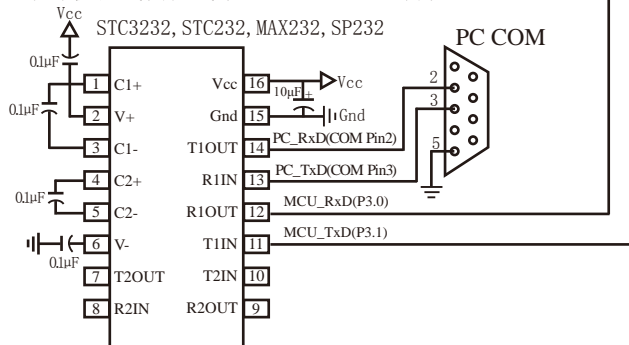 Vcc
STC3232, STC232, MAX232, SP232
PC COM
0.1µF
1 C1+ Vcc 16 Vcc
10µF +
0.1µF
2 V+ Gnd 15 Gnd
3 C1- T1OUT 14 PC_RxD(COM Pin2)
4 C2+ R1IN 13 PC_TxD(COM Pin3)
0.1µF
5 C2- R1OUT 12 MCU_RxD(P3.0)
6 V- T1IN 11 MCU_TxD(P3.1)
0.1µF
7 T2OUT T2IN 10
8 R2IN R2OUT 9
2
3
5